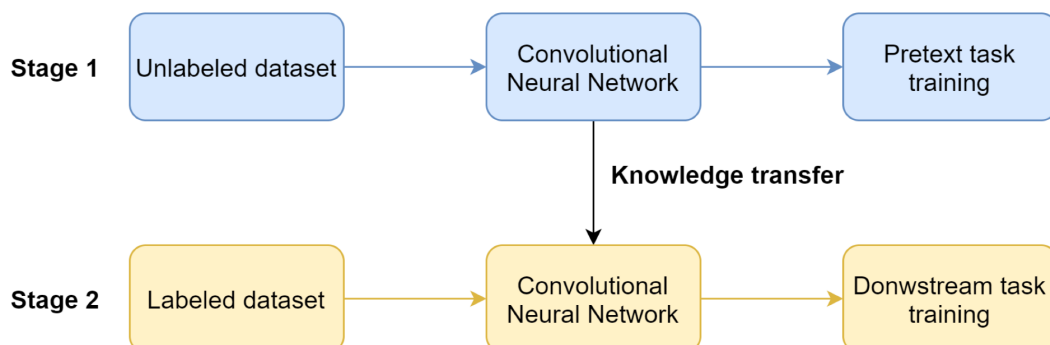 Stage 1
Unlabeled dataset
Convolutional
Neural Network
Pretext task
training
Knowledge transfer
Stage 2
Labeled dataset
Convolutional
Neural Network
Donwstream task
training